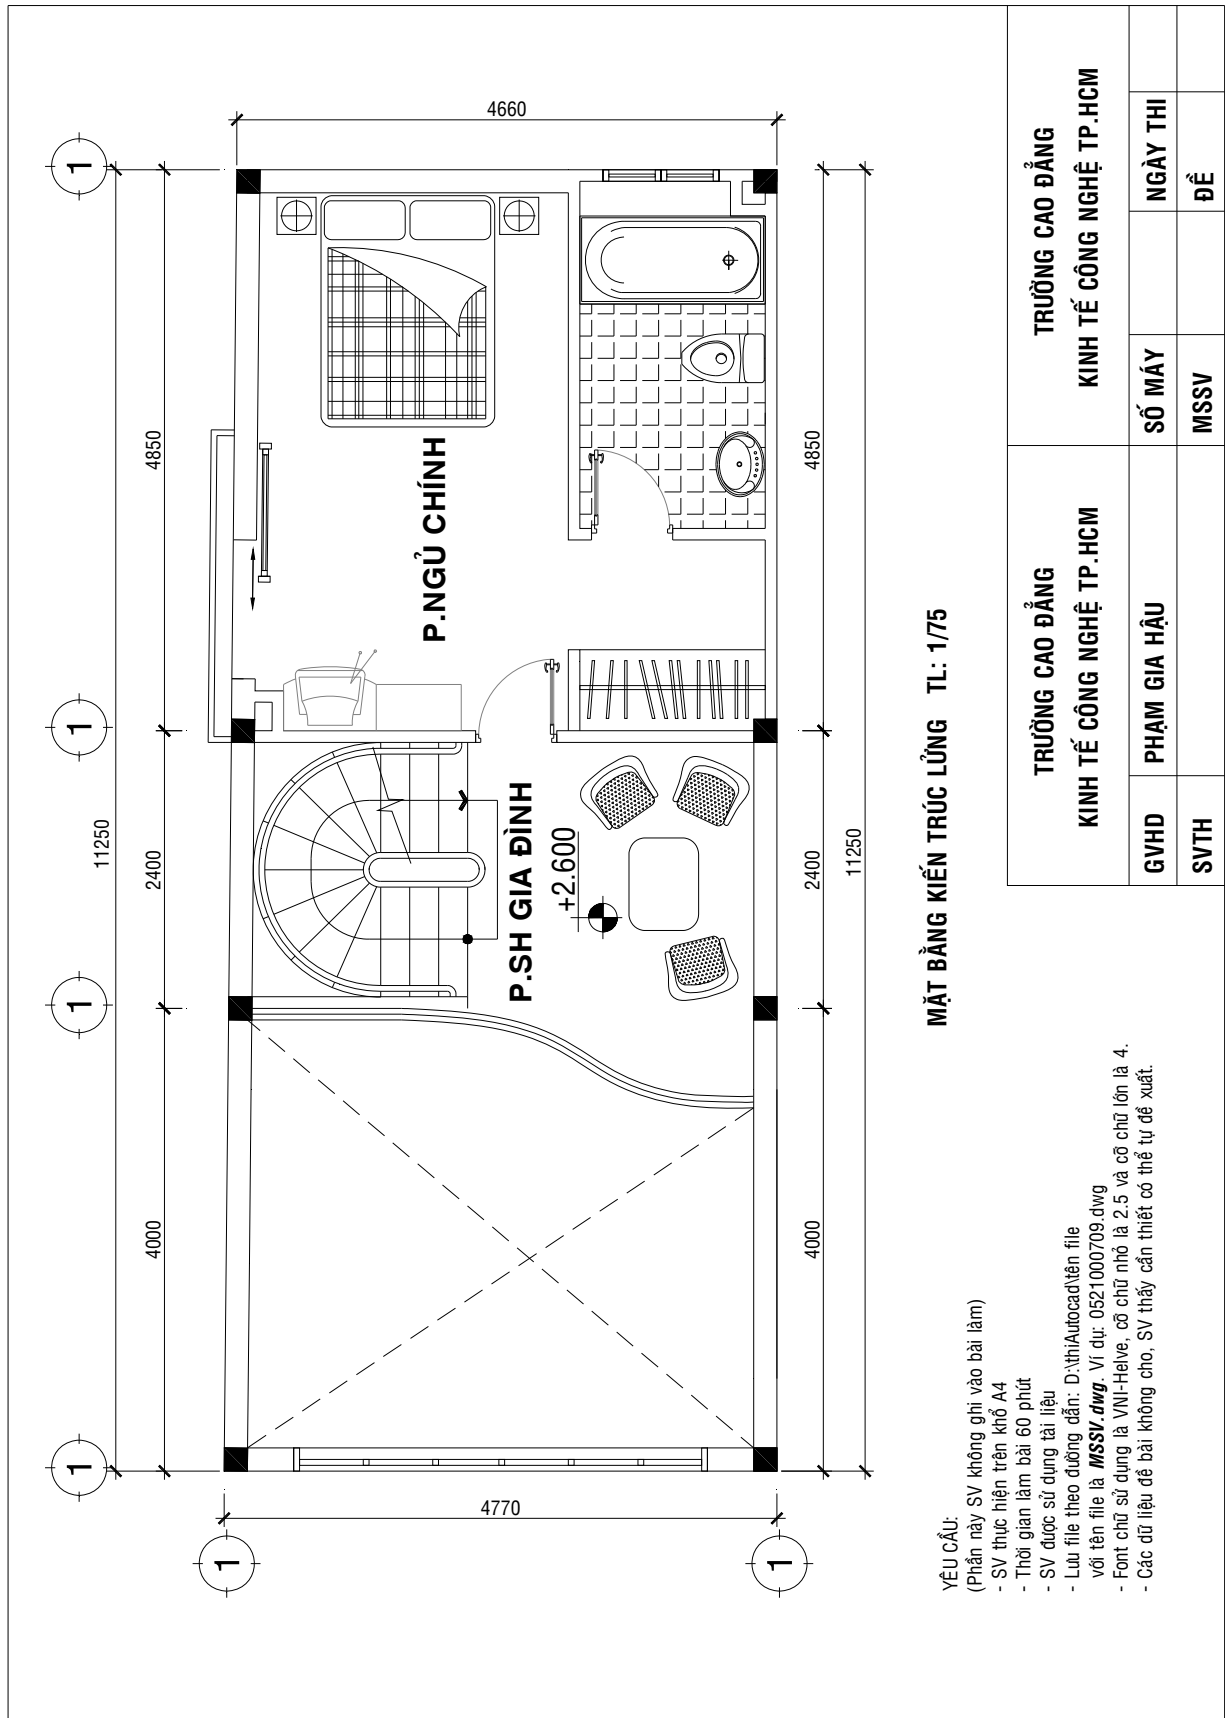 1
1
1
1
11250
4000
2400
4850
4770
4660
1
1
P.NGỦ CHÍNH
P.SH GIA ĐÌNH
+2.600
4000
2400
4850
11250
MẶT BẰNG KIẾN TRÚC LỬNG TL: 1/75
YÊU CẦU:
(Phần này SV không ghi vào bài làm)
- SV thực hiện trên khổ A4
- Thời gian làm bài 60 phút
- SV được sử dụng tài liệu
- Lưu file theo đường dẫn: D:\thiAutocad\tên file
với tên file là MSSV.dwg. Ví dụ: 0521000709.dwg
- Font chữ sử dụng là VNI-Helve, cỡ chữ nhỏ là 2.5 và cỡ chữ lớn là 4.
- Các dữ liệu đề bài không cho, SV thấy cần thiết có thể tự đề xuất.
TRƯỜNG CAO ĐẲNG
KINH TẾ CÔNG NGHỆ TP.HCM
TRƯỜNG CAO ĐẲNG
KINH TẾ CÔNG NGHỆ TP.HCM
GVHD PHẠM GIA HẬU SỐ MÁY NGÀY THI
SVTH MSSV ĐỀ